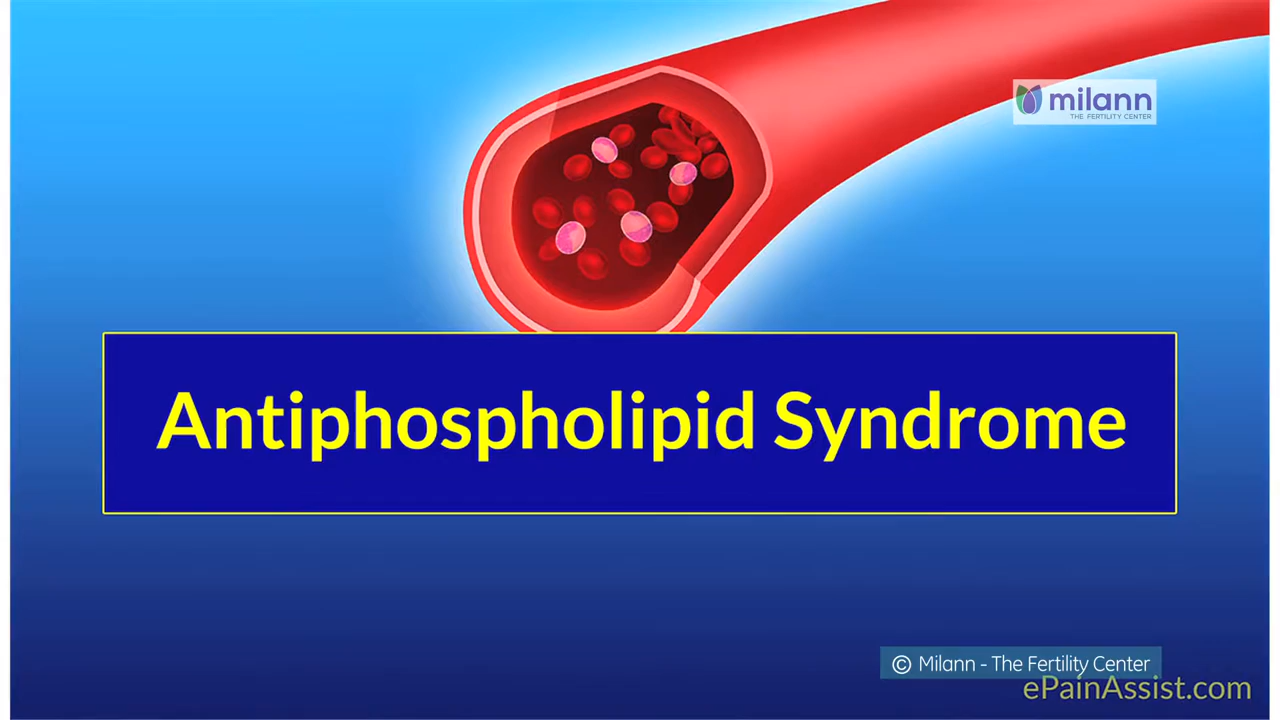 milann
THE FERTILITY CENTER
Antiphospholipid Syndrome
© Milann - The Fertility Center
ePainAssist.com